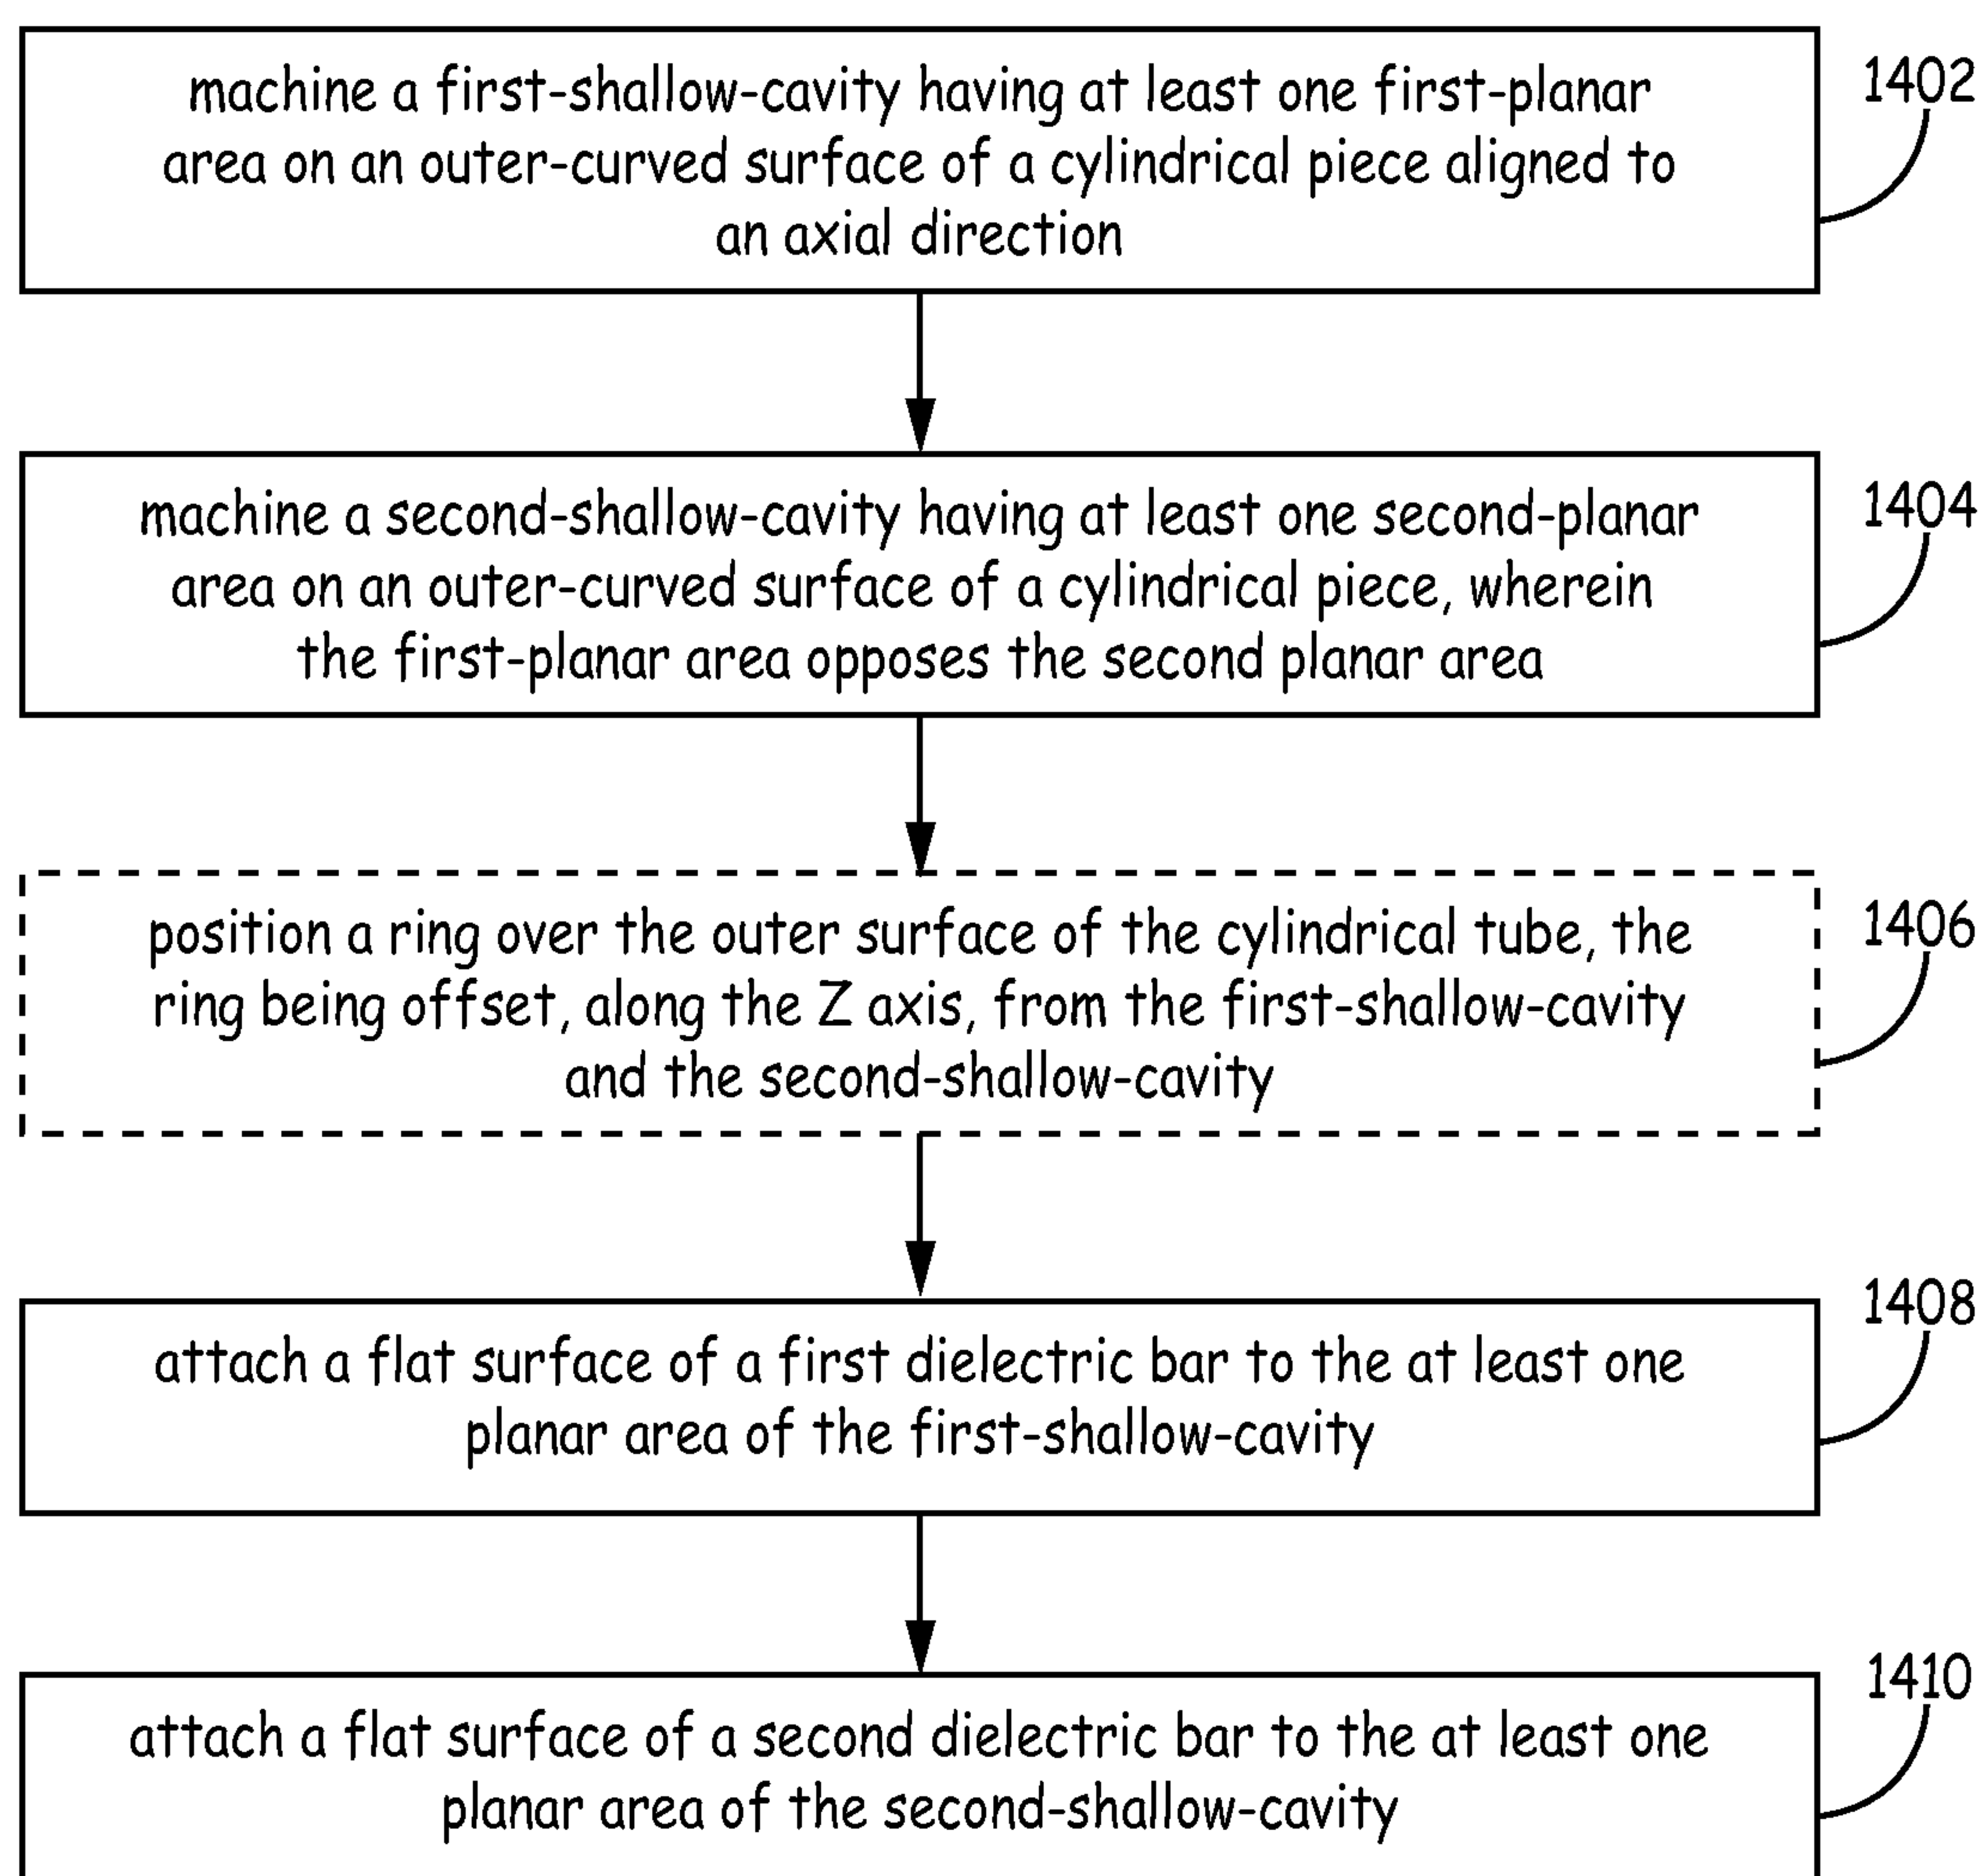 machine a first-shallow-cavity having at least one first-planar
area on an outer-curved surface of a cylindrical piece aligned to
an axial direction
1402
machine a second-shallow-cavity having at least one second-planar
area on an outer-curved surface of a cylindrical piece, wherein
the first-planar area opposes the second planar area
1404
position a ring over the outer surface of the cylindrical tube, the
ring being offset, along the Z axis, from the first-shallow-cavity
and the second-shallow-cavity
1406
attach a flat surface of a first dielectric bar to the at least one
planar area of the first-shallow-cavity
1408
attach a flat surface of a second dielectric bar to the at least one
planar area of the second-shallow-cavity
1410